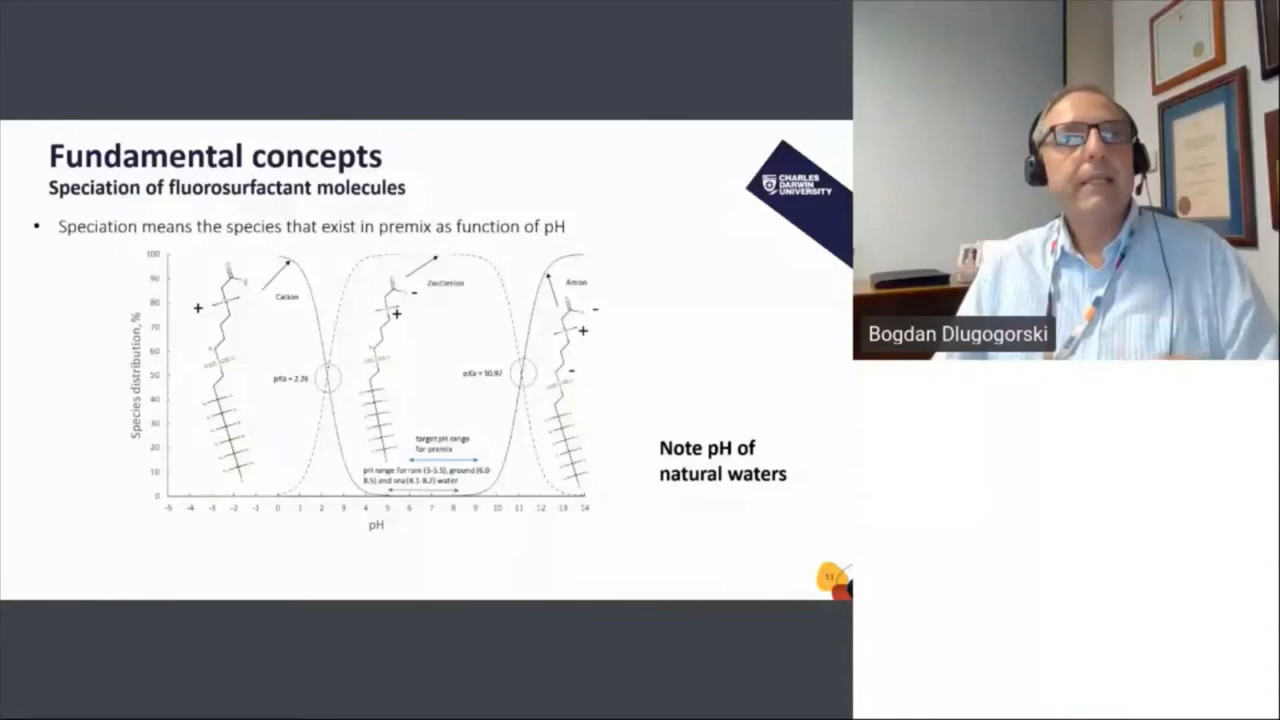 Fundamental concepts
Speciation of fluorosurfactant molecules
CHARLES
DARWIN
UNIVERSITY
• Speciation means the species that exist in premix as function of pH
Species distribution, %
100
90
80
70
60
50
40
30
20
10
0
Cation
Zwitterion
Anion
+
-
+
-
+
-
pKa = 2.26
pKa = 10.97
target pH range
for premix
pH range for rain (5-5.5), ground (6.0-
8.5) and sea (8.1-8.2) water
-5 -4 -3 -2 -1 0 1 2 3 4 5 6 7 8 9 10 11 12 13 14
pH
Note pH of
natural waters
13
Bogdan Dlugogorski